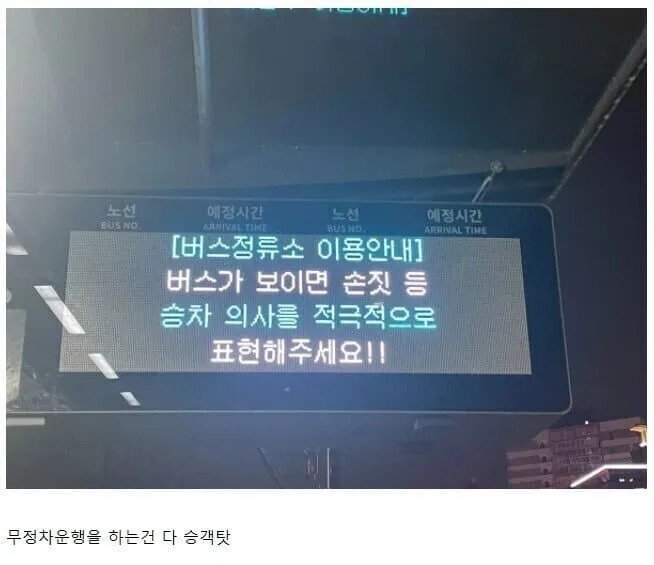 노선 예정시간 노선 예정시간
BUS NO. ARRIVAL TIME BUS NO. ARRIVAL TIME
[버스정류소 이용안내]
버스가 보이면 손짓 등
승차 의사를 적극적으로
표현해주세요!!
무정차운행을 하는건 다 승객탓